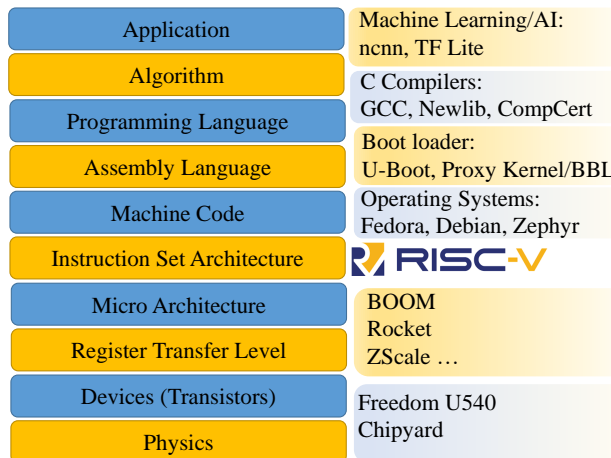 Application
Algorithm
Programming Language
Assembly Language
Machine Code
Instruction Set Architecture
Micro Architecture
Register Transfer Level
Devices (Transistors)
Physics
Machine Learning/AI:
ncnn, TF Lite
C Compilers:
GCC, Newlib, CompCert
Boot loader:
U-Boot, Proxy Kernel/BBL
Operating Systems:
Fedora, Debian, Zephyr
RISC-V
BOOM
Rocket
ZScale …
Freedom U540
Chipyard